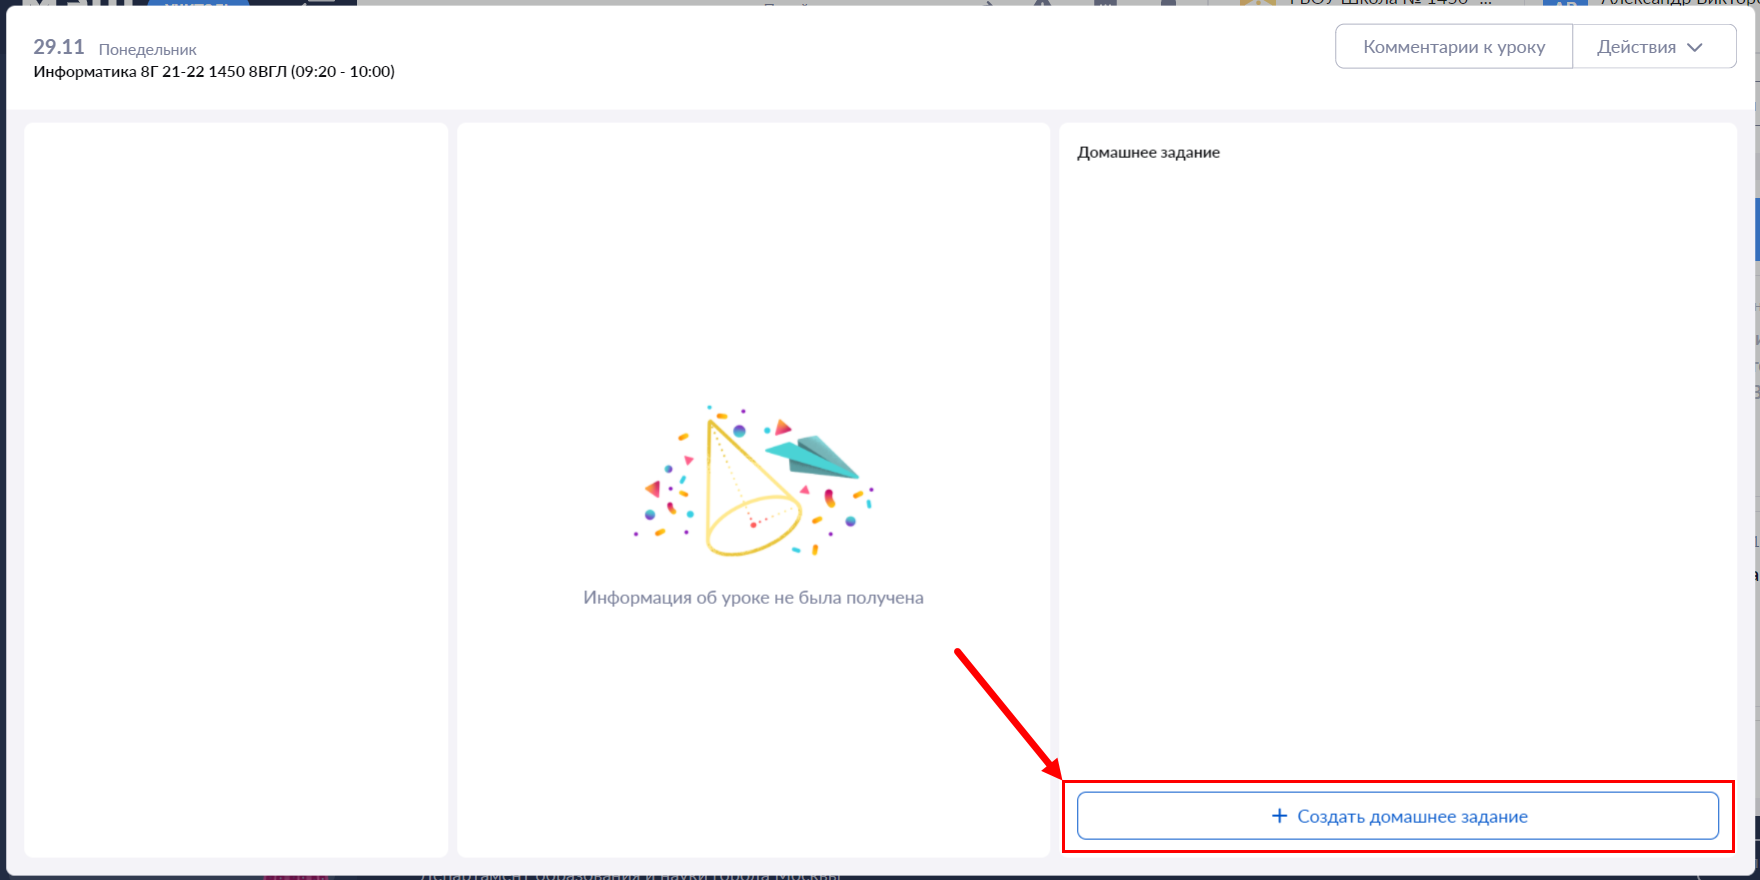 29.11 Понедельник
Информатика 8Г 21-22 1450 8ВГЛ (09:20 - 10:00)
Комментарии к уроку
Действия
Домашнее задание
Информация об уроке не была получена
+ Создать домашнее задание